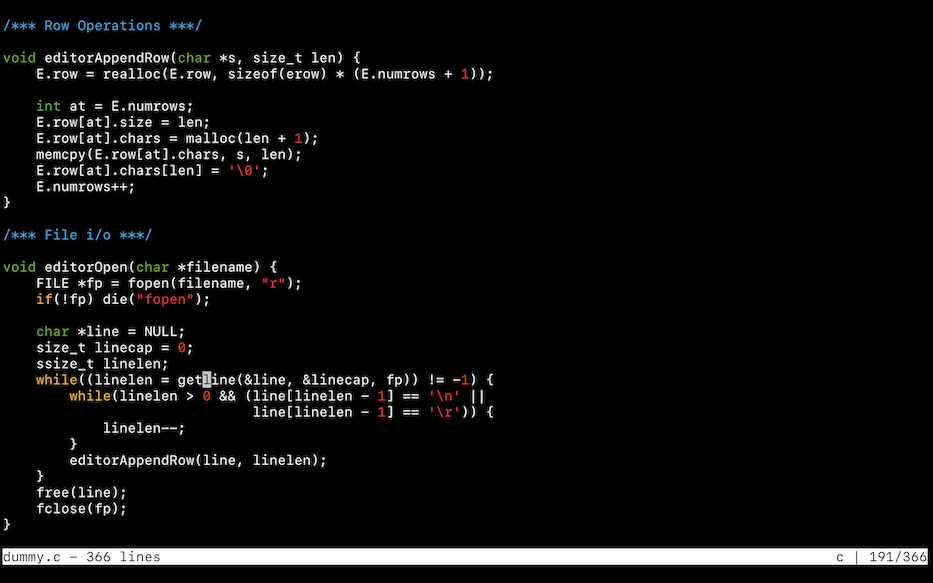 /*** Row Operations ***/

void editorAppendRow(char *s, size_t len) {
    E.row = realloc(E.row, sizeof(erow) * (E.numrows + 1));

    int at = E.numrows;
    E.row[at].size = len;
    E.row[at].chars = malloc(len + 1);
    memcpy(E.row[at].chars, s, len);
    E.row[at].chars[len] = '\0';
    E.numrows++;
}

/*** File i/o ***/

void editorOpen(char *filename) {
    FILE *fp = fopen(filename, "r");
    if(!fp) die("fopen");

    char *line = NULL;
    size_t linecap = 0;
    ssize_t linelen;
    while((linelen = getline(&line, &linecap, fp)) != -1) {
        while(linelen > 0 && (line[linelen - 1] == '\n' ||
                              line[linelen - 1] == '\r')) {
            linelen--;
        }
        editorAppendRow(line, linelen);
    }
    free(line);
    fclose(fp);
}

dummy.c - 366 lines c | 191/366